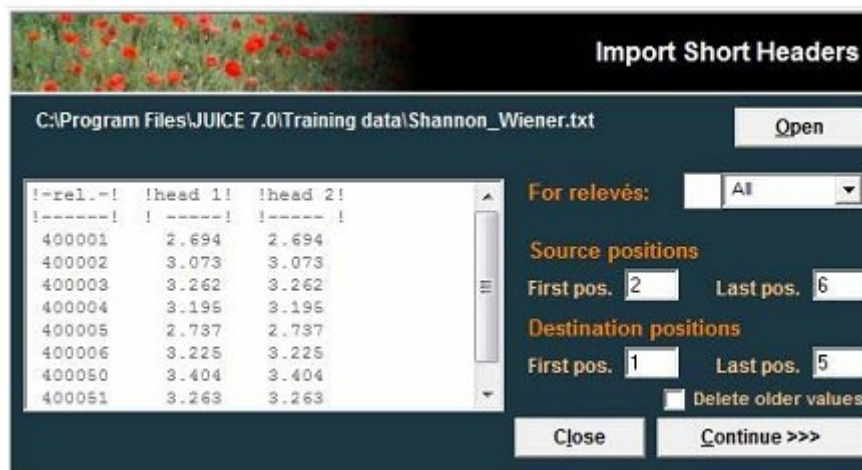 Import Short Headers
C:\Program Files\JUICE 7.0\Training data\Shannon_Wiener.txt
Open
!-rel.-! !head 1! !head 2!
!------! ! -----! !----- !
400001 2.694 2.694
400002 3.073 3.073
400003 3.262 3.262
400004 3.195 3.195
400005 2.737 2.737
400006 3.225 3.225
400050 3.404 3.404
400051 3.263 3.263
For relevés: All
Source positions
First pos. 2 Last pos. 6
Destination positions
First pos. 1 Last pos. 5
Delete older values
Close Continue >>>